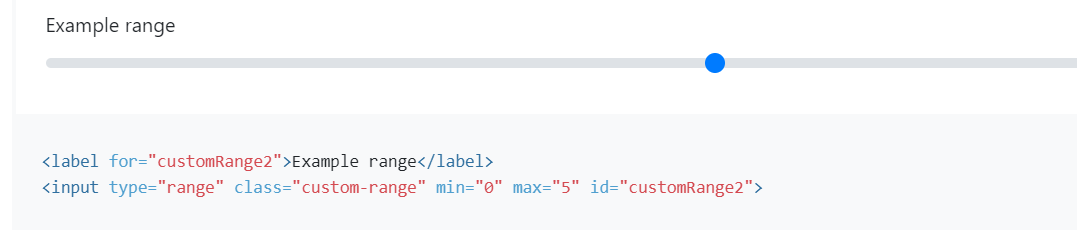 Example range
<label for="customRange2">Example range</label>
<input type="range" class="custom-range" min="0" max="5" id="customRange2">